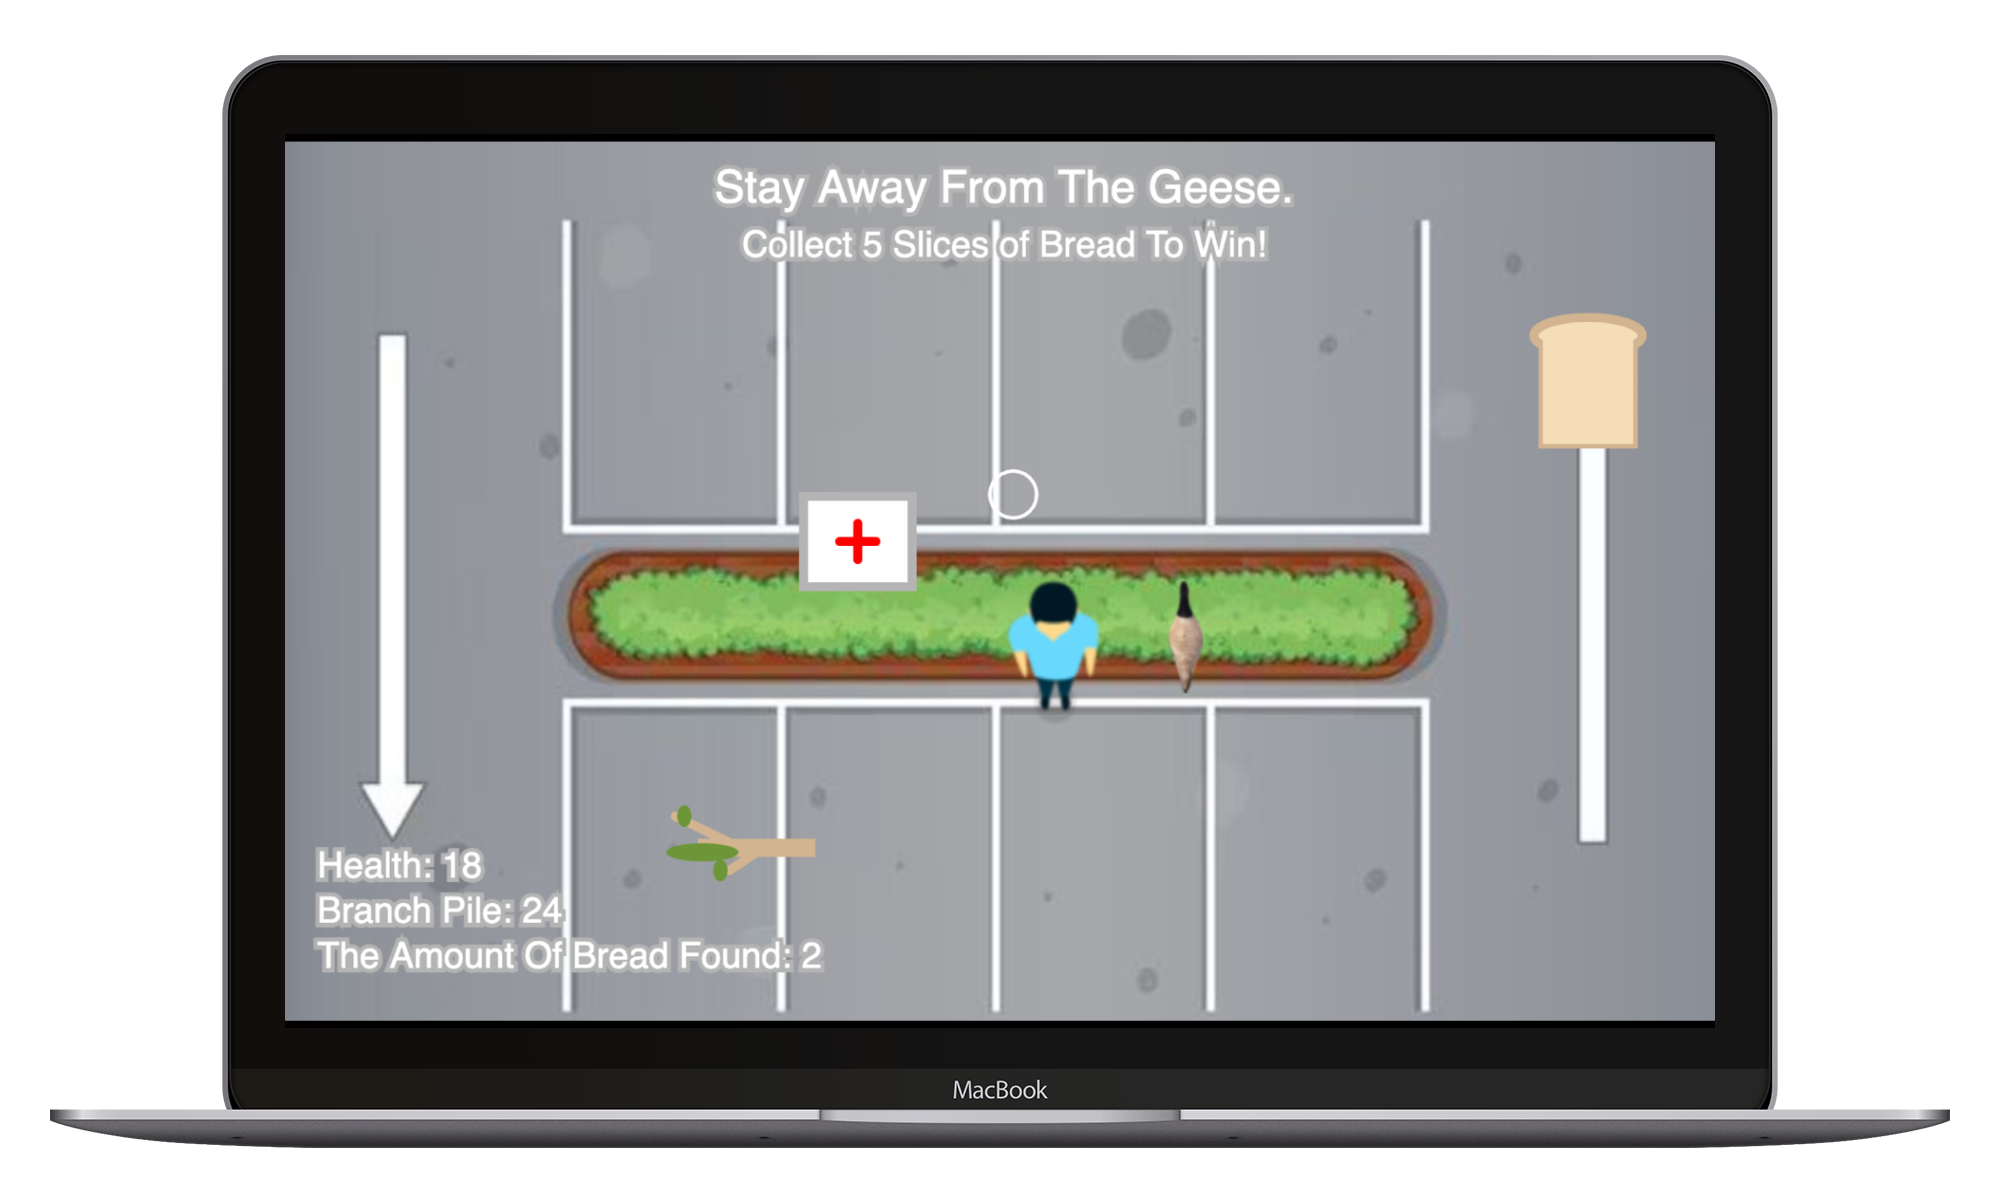 Stay Away From The Geese.
Collect 5 Slices of Bread To Win!
Health: 18
Branch Pile: 24
The Amount Of Bread Found: 2
MacBook